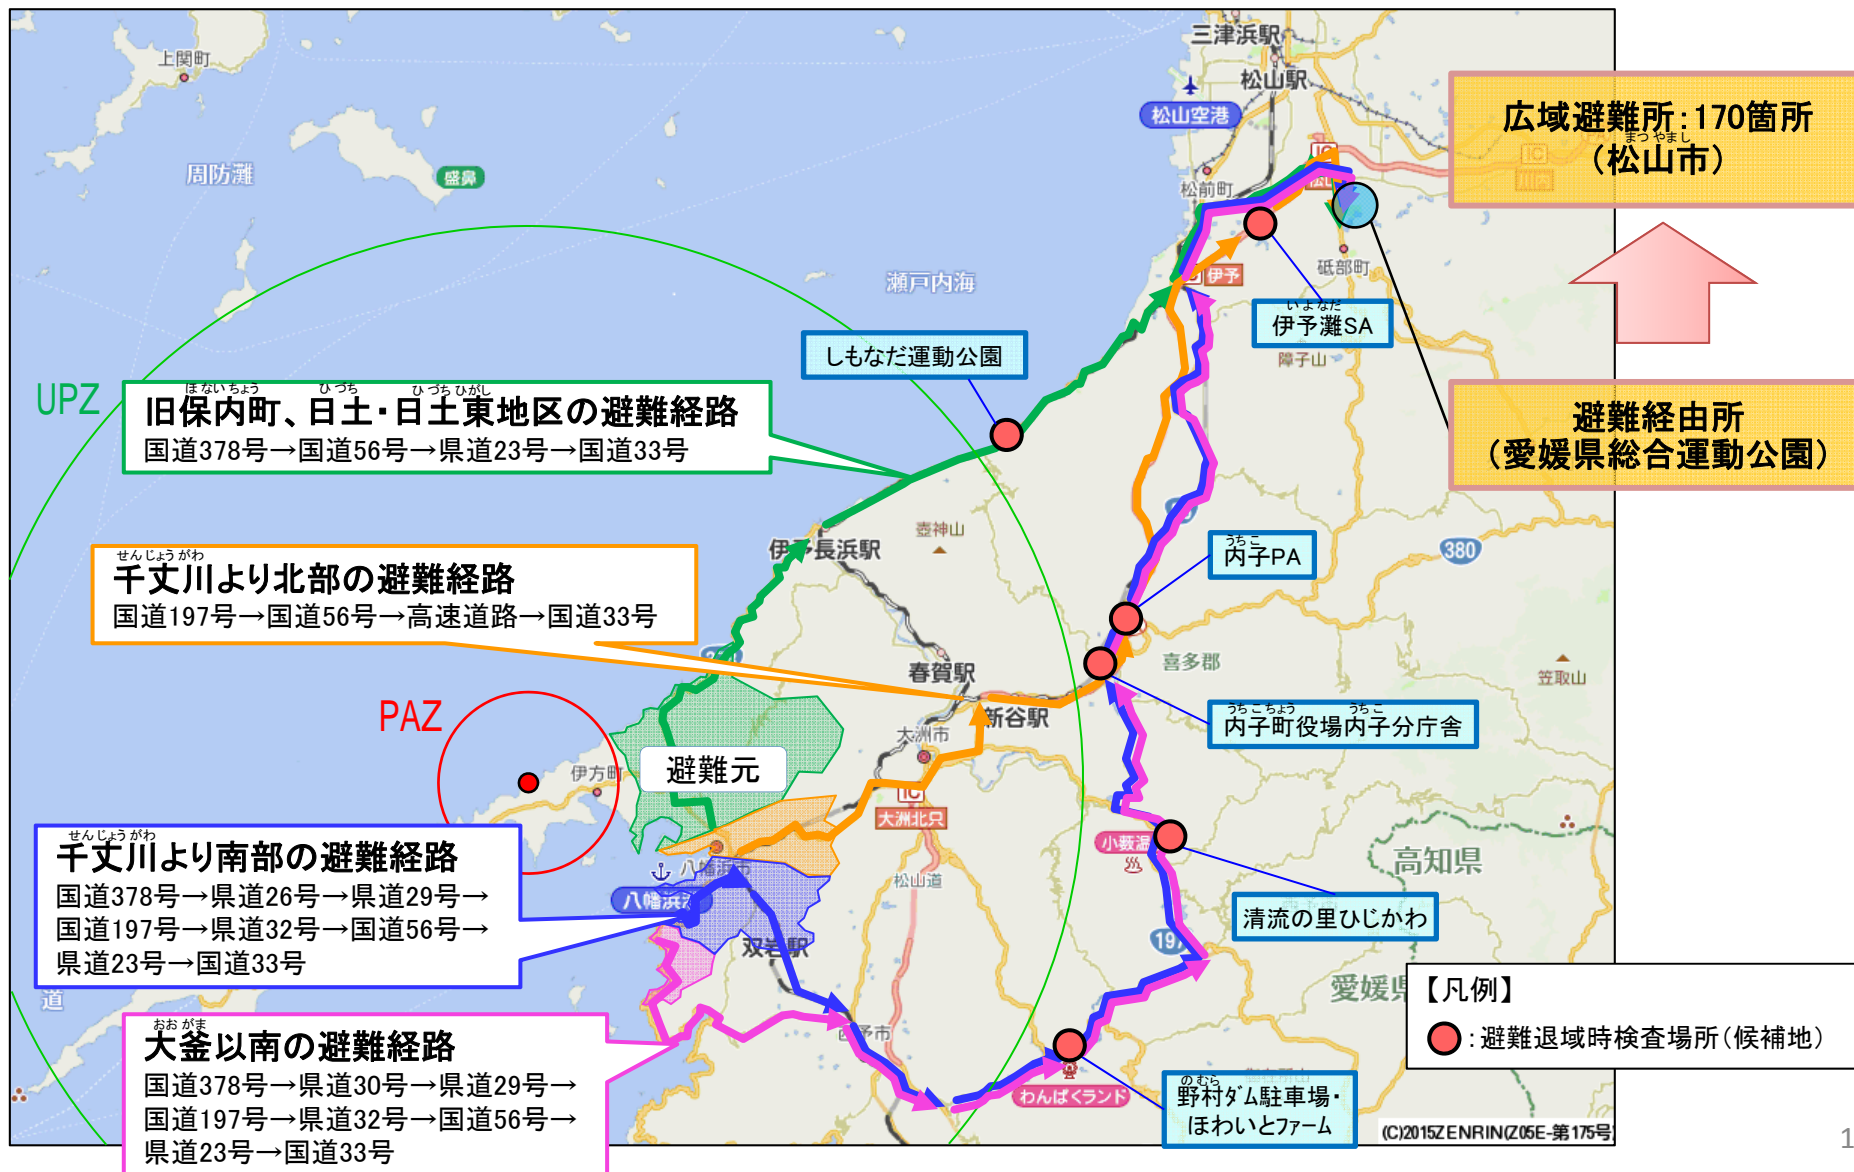 上関町
周防灘
盛鼻
瀬戸内海
三津浜駅
松山駅
松山空港
松前町
IC
伊予
砥部町
障子山
広域避難所：170箇所
まつやまし
（松山市）
避難経由所
（愛媛県総合運動公園）
いよなだ
伊予灘SA
しもなだ運動公園
UPZ
ほないちょう ひづち ひづちひがし
旧保内町、日土・日土東地区の避難経路
国道378号→国道56号→県道23号→国道33号
壺神山
伊予長浜駅
380
うちこ
内子PA
せんじょうがわ
千丈川より北部の避難経路
国道197号→国道56号→高速道路→国道33号
喜多郡
笠取山
春賀駅
新谷駅
うちこちょう うちこ
内子町役場内子分庁舎
PAZ
大洲市
伊方町
避難元
IC
大洲北只
小薮温
高知県
せんじょうがわ
千丈川より南部の避難経路
国道378号→県道26号→県道29号→
国道197号→県道32号→国道56号→
県道23号→国道33号
八幡浜
松山道
清流の里ひじかわ
双岩駅
197
愛媛県
道
【凡例】
：避難退域時検査場所（候補地）
おおがま
大釜以南の避難経路
国道378号→県道30号→県道29号→
国道197号→県道32号→国道56号→
県道23号→国道33号
西予市
わんぱくランド
のむら
野村ダム駐車場・
ほわいとファーム
(C)2015ZENRIN(Z05E-第175号)
1